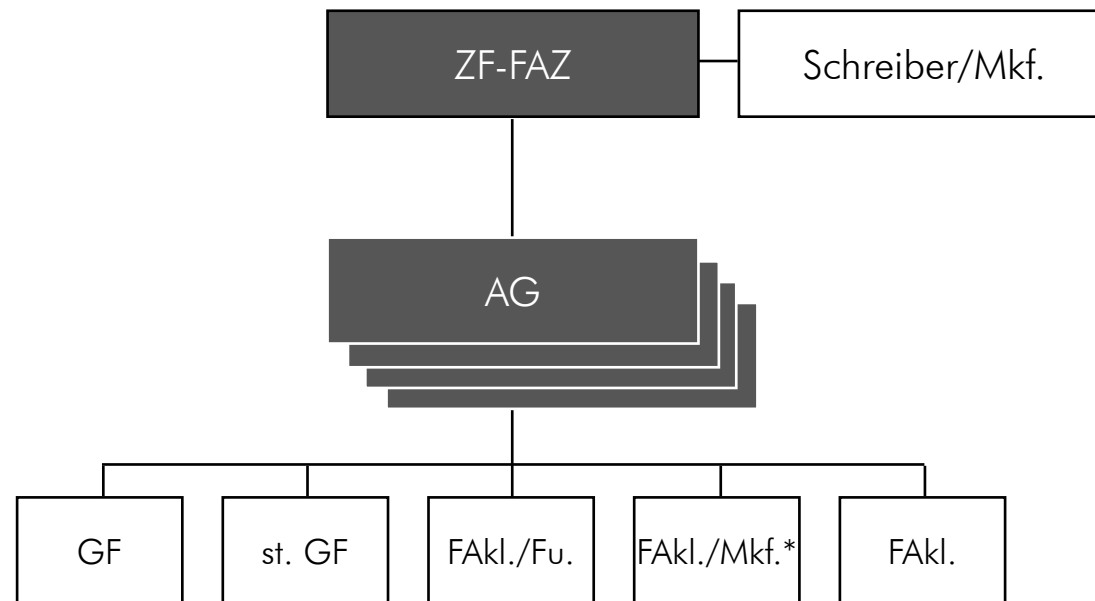 ZF-FAZ
Schreiber/Mkf.
AG
GF
st. GF
FAkl./Fu.
FAkl./Mkf.*
FAkl.